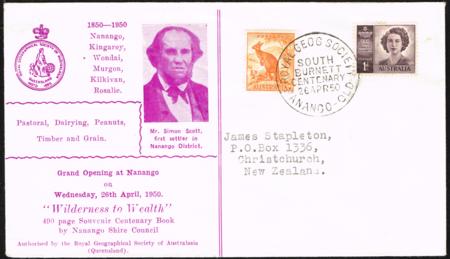 1850—1950
Nanango,
Kingarey,
Wondai,
Murgon,
Kilkivan,
Rosalie.
Pastoral, Dairying, Peanuts,
Timber and Grain.
Mr. Simon Scott,
first settler in
Nanango District.
Grand Opening at Nanango
on
Wednesday, 26th April, 1950.
"Wilderness to Wealth"
400 page Souvenir Centenary Book
by Nanango Shire Council
Authorised by the Royal Geographical Society of Australasia
(Queensland).
ROYAL GEOG SOCIETY
SOUTH
BURNETT
CENTENARY
26 APR 50
NANANGO-QLD
AUSTRALIA
1D
James Stapleton,
P.O.Box 1336,
Christchurch,
New Zealand.